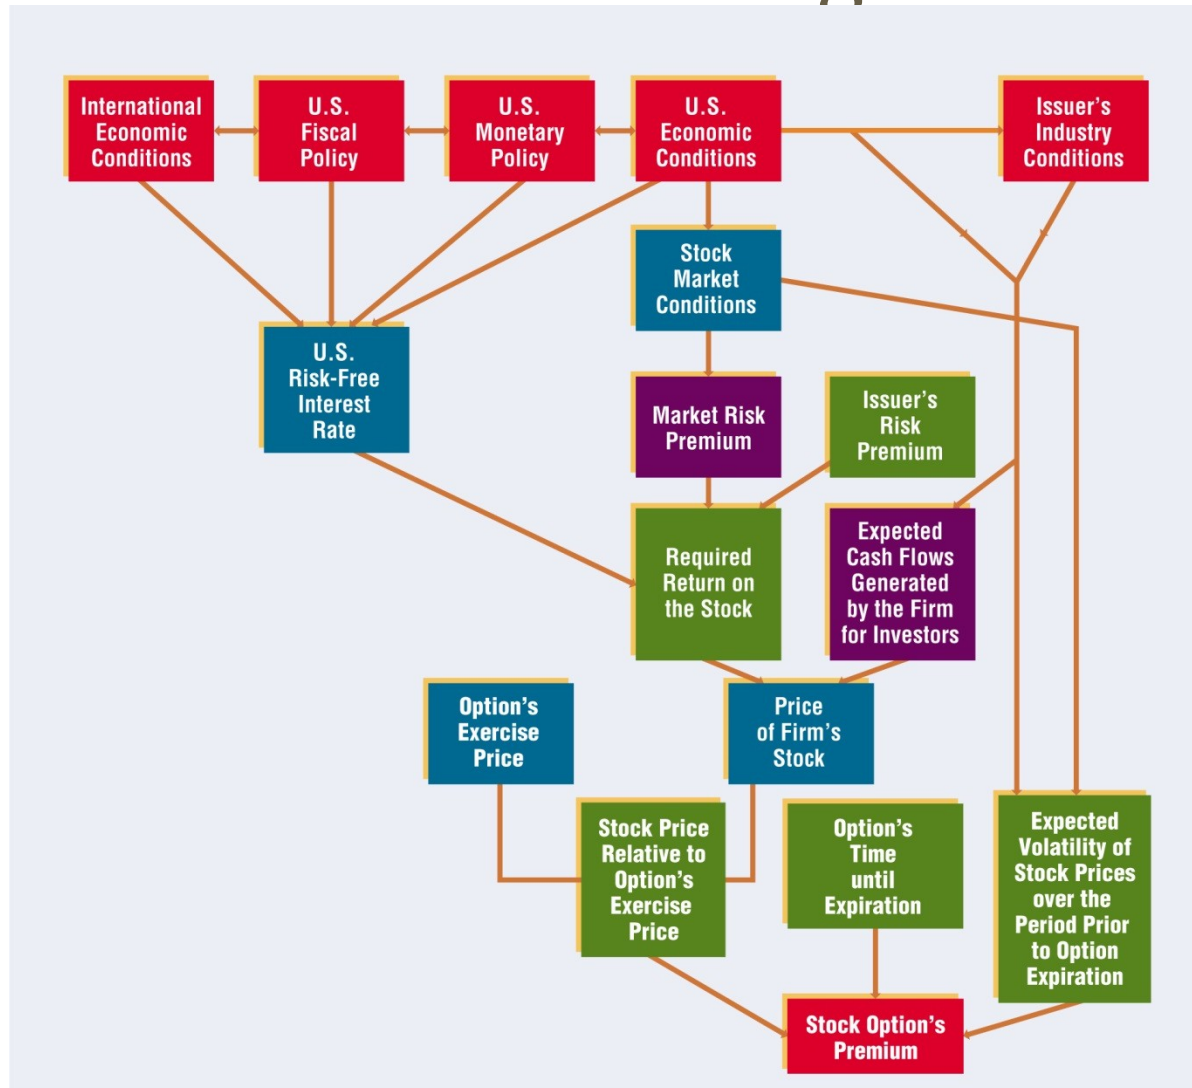 International
Economic
Conditions
U.S.
Fiscal
Policy
U.S.
Monetary
Policy
U.S.
Economic
Conditions
Issuer's
Industry
Conditions
Stock
Market
Conditions
U.S.
Risk-Free
Interest
Rate
Market Risk
Premium
Issuer's
Risk
Premium
Required
Return on
the Stock
Expected
Cash Flows
Generated
by the Firm
for Investors
Option's
Exercise
Price
Price
of Firm's
Stock
Stock Price
Relative to
Option's
Exercise
Price
Option's
Time
until
Expiration
Expected
Volatility of
Stock Prices
over the
Period Prior
to Option
Expiration
Stock Option's
Premium